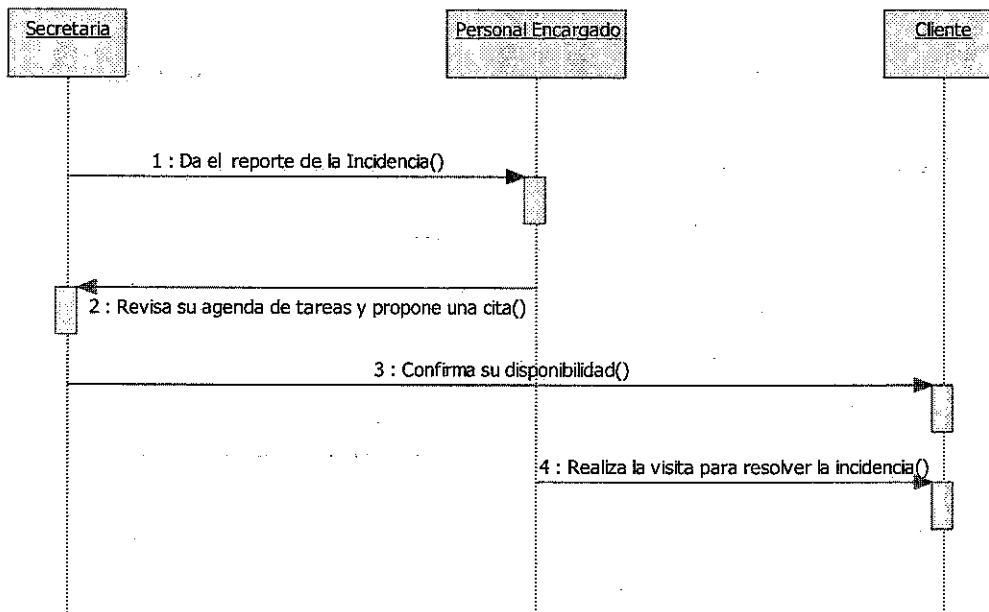 Secretaria
Personal Encargado
Cliente
1 : Da el reporte de la Incidencia()
2 : Revisa su agenda de tareas y propone una cita()
3 : Confirma su disponibilidad()
4 : Realiza la visita para resolver la incidencia()